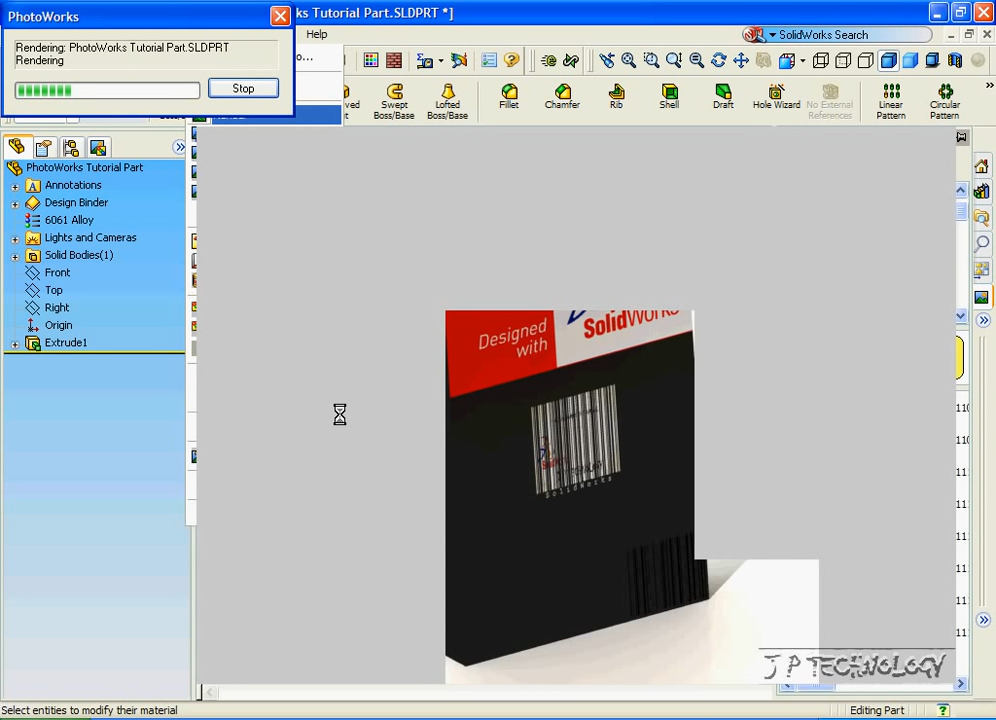 PhotoWorks
ks Tutorial Part.SLDPRT *]
Rendering: PhotoWorks Tutorial Part.SLDPRT
Rendering
Stop
Help
SolidWorks Search
Swept
Boss/Base
Lofted
Boss/Base
Fillet
Chamfer
Rib
Shell
Draft
Hole Wizard
No External
References
Linear
Pattern
Circular
Pattern
PhotoWorks Tutorial Part
Annotations
Design Binder
6061 Alloy
Lights and Cameras
Solid Bodies(1)
Front
Top
Right
Origin
Extrude1
Designed
with
SolidWorks
SolidWorks
J P TECHNOLOGY
Select entities to modify their material
Editing Part